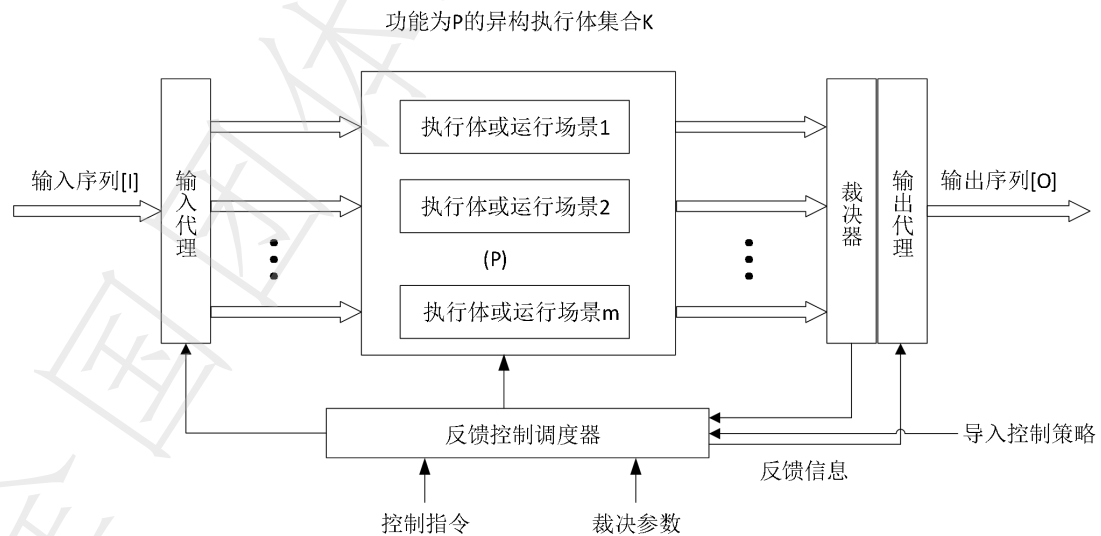 功能为P的异构执行体集合K
执行体或运行场景1
输入序列[I]
输入代理
执行体或运行场景2
(P)
执行体或运行场景m
裁决器
输出代理
输出序列[O]
反馈控制调度器
导入控制策略
反馈信息
控制指令
裁决参数
国团体